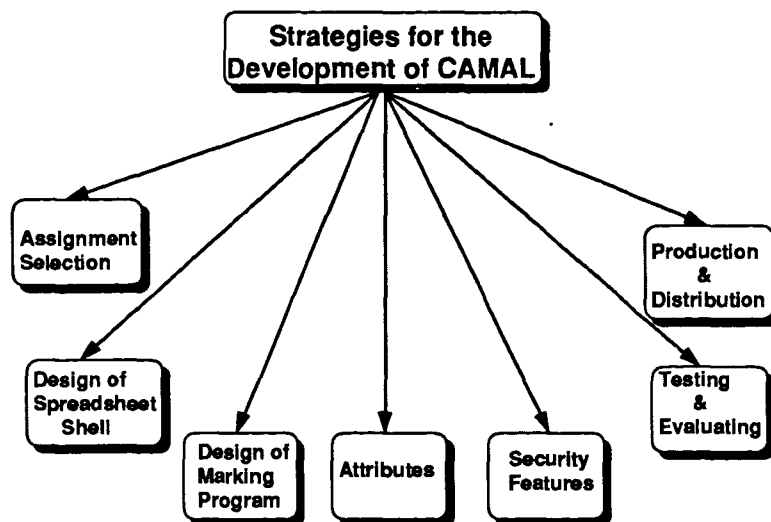 Strategies for the
Development of CAMAL
Assignment
Selection
Production
&
Distribution
Design of
Spreadsheet
Shell
Testing
&
Evaluating
Design of
Marking
Program
Attributes
Security
Features